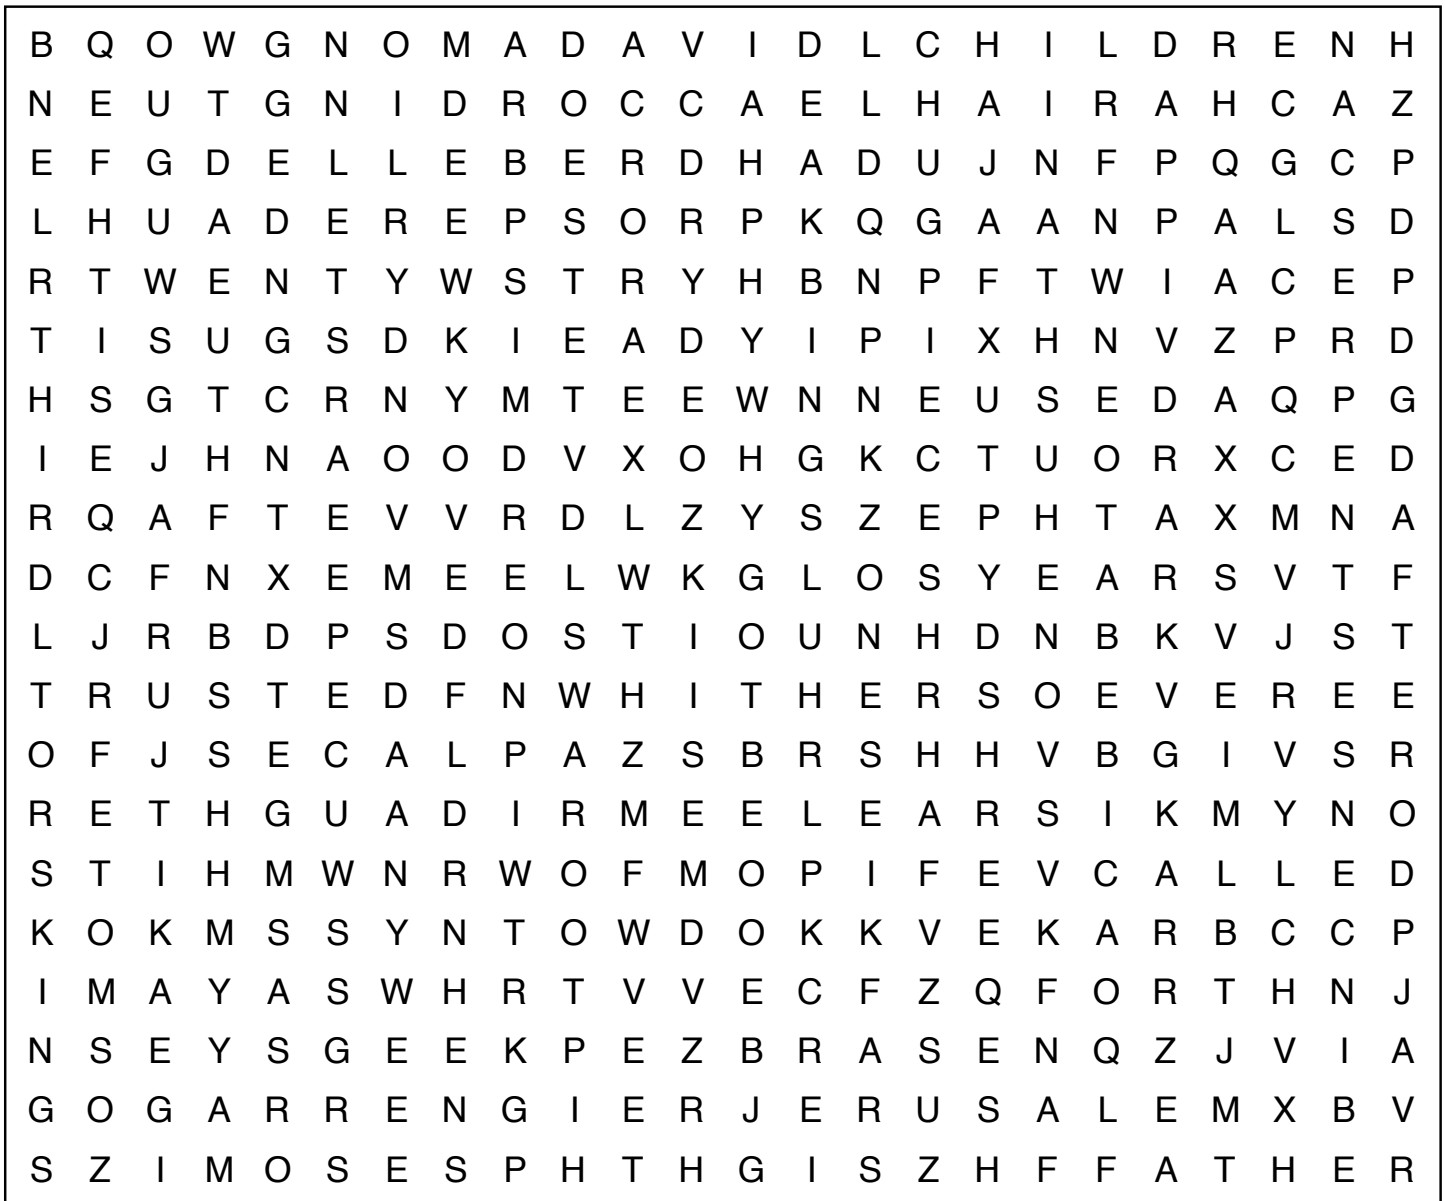 B Q O W G N O M A D A V I D L C H I L D R E N H
N E U T G N I D R O C C A E L H A I R A H C A Z
E F G D E L L E B E R D H A D U J N F P Q G C P
L H U A D E R E P S O R P K Q G A A N P A L S D
R T W E N T Y W S T R Y H B N P F T W I A C E P
T I S U G S D K I E A D Y I P I X H N V Z P R D
H S G T C R N Y M T E E W N N E U S E D A Q P G
I E J H N A O O D V X O H G K C T U O R X C E D
R Q A F T E V V R D L Z Y S Z E P H T A X M N A
D C F N X E M E E L W K G L O S Y E A R S V T F
L J R B D P S D O S T I O U N H D N B K V J S T
T R U S T E D F N W H I T H E R S O E V E R E E
O F J S E C A L P A Z S B R S H H V B G I V S R
R E T H G U A D I R M E E L E A R S I K M Y N O
S T I H M W N R W O F M O P I F E V C A L L E D
K O K M S S Y N T O W D O K K V E K A R B C C P
I M A Y A S W H R T V V E C F Z Q F O R T H N J
N S E Y S G E E K P E Z B R A S E N Q Z J V I A
G O G A R R E N G I E R J E R U S A L E M X B V
S Z I M O S E S P H T H G I S Z H F F A T H E R